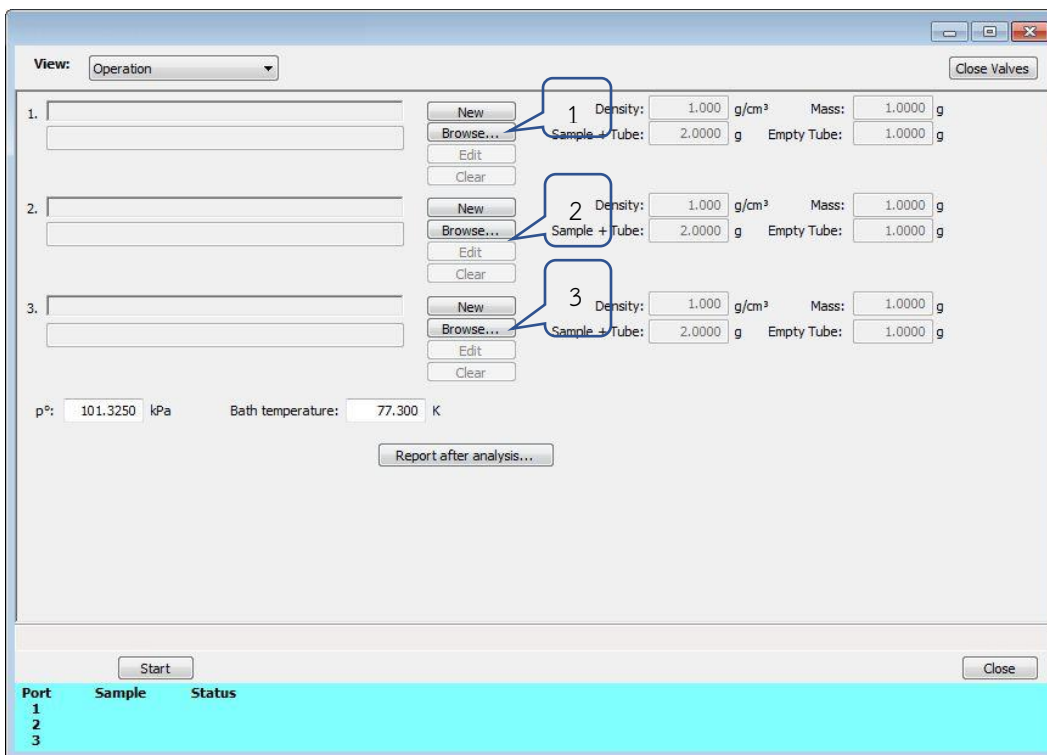 View: Operation Close Valves
1. New Density: 1.000 g/cm³ Mass: 1.0000 g
Browse... 1 Sample + Tube: 2.0000 g Empty Tube: 1.0000 g
Edit
Clear
2. New Density: 1.000 g/cm³ Mass: 1.0000 g
Browse... 2 Sample + Tube: 2.0000 g Empty Tube: 1.0000 g
Edit
Clear
3. New Density: 1.000 g/cm³ Mass: 1.0000 g
Browse... 3 Sample + Tube: 2.0000 g Empty Tube: 1.0000 g
Edit
Clear
p°: 101.3250 kPa Bath temperature: 77.300 K
Report after analysis...
Start Close
Port Sample Status
1
2
3